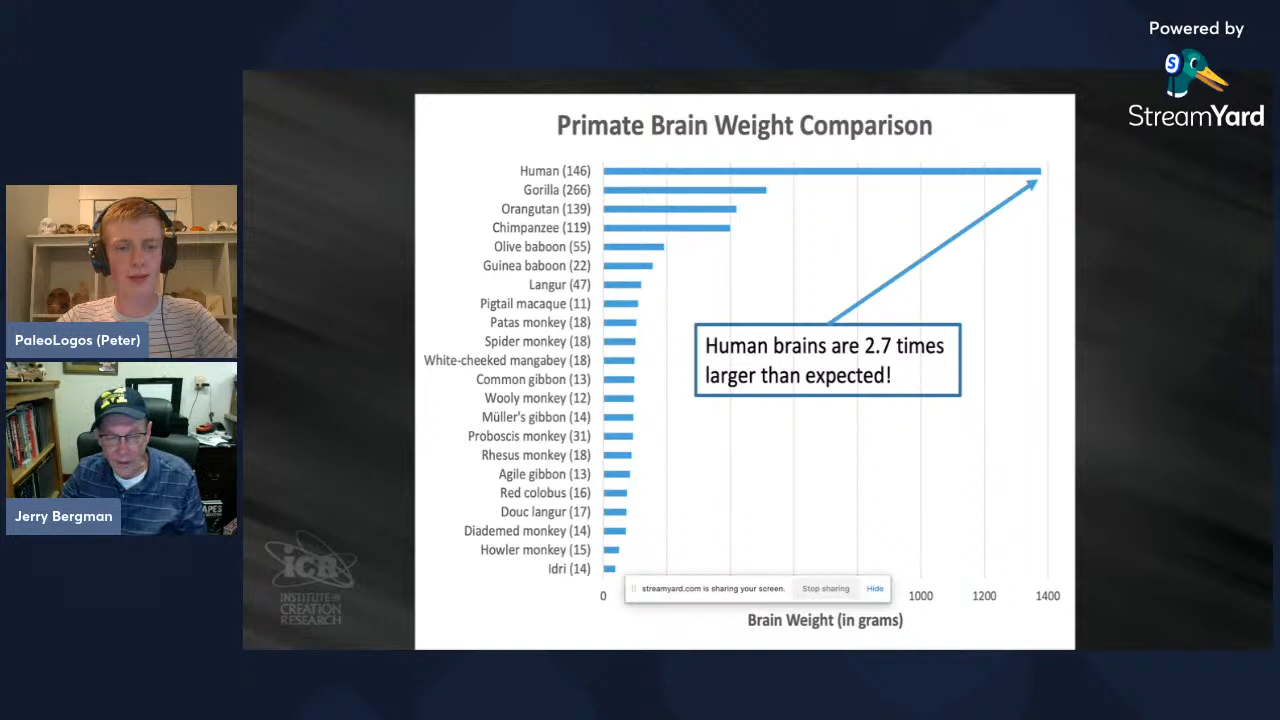 Powered by
S
StreamYard
Primate Brain Weight Comparison
Human (146)
Gorilla (266)
Orangutan (139)
Chimpanzee (119)
Olive baboon (55)
Guinea baboon (22)
Langur (47)
Pigtail macaque (11)
Patas monkey (18)
Spider monkey (18)
White-cheeked mangabey (18)
Common gibbon (13)
Wooly monkey (12)
Müller's gibbon (14)
Proboscis monkey (31)
Rhesus monkey (18)
Agile gibbon (13)
Red colobus (16)
Douc langur (17)
Diademed monkey (14)
Howler monkey (15)
Idri (14)
Human brains are 2.7 times
larger than expected!
streamyard.com is sharing your screen. Stop sharing Hide
0 1000 1200 1400
Brain Weight (in grams)
PaleoLogos (Peter)
Jerry Bergman
APES
ICR
INSTITUTE for
CREATION
RESEARCH